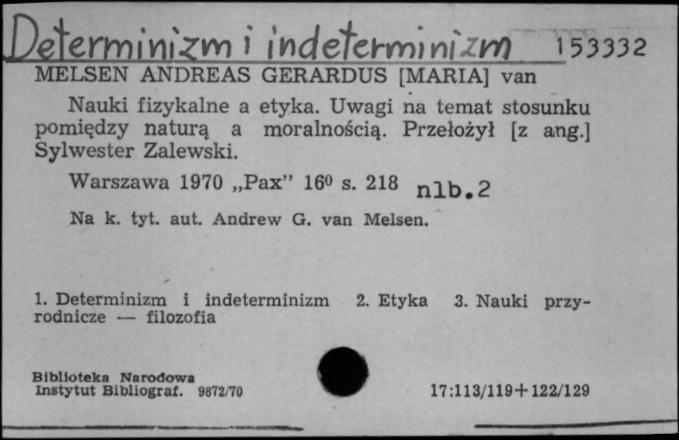 Determinizm i indeterminizm 153332
MELSEN ANDREAS GERARDUS [MARIA] van
Nauki fizykalne a etyka. Uwagi na temat stosunku
pomiędzy naturą a moralnością. Przełożył [z ang.]
Sylwester Zalewski.
Warszawa 1970 „Pax” 16⁰ s. 218 nlb.2
Na k. tyt. aut. Andrew G. van Melsen.
1. Determinizm i indeterminizm 2. Etyka 3. Nauki przy-
rodnicze — filozofia
Biblioteka Narodowa
Instytut Bibliograf. 9872/70 17:113/119+122/129